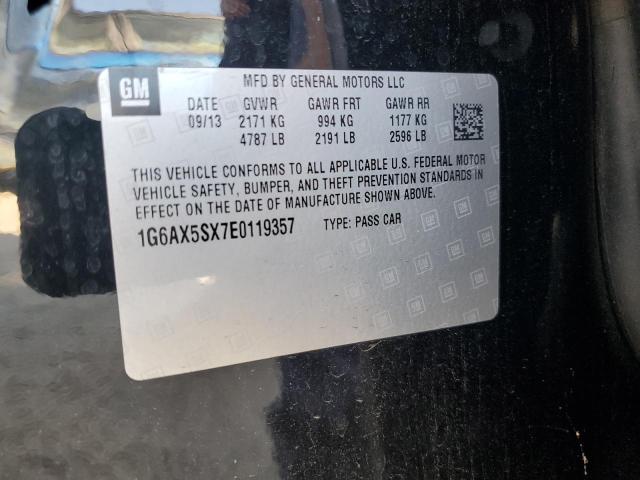 GM
MFD BY GENERAL MOTORS LLC
DATE GVWR GAWR FRT GAWR RR
09/13 2171 KG 994 KG 1177 KG
4787 LB 2191 LB 2596 LB
THIS VEHICLE CONFORMS TO ALL APPLICABLE U.S. FEDERAL MOTOR
VEHICLE SAFETY, BUMPER, AND THEFT PREVENTION STANDARDS IN
EFFECT ON THE DATE OF MANUFACTURE SHOWN ABOVE.
1G6AX5SX7E0119357 TYPE: PASS CAR